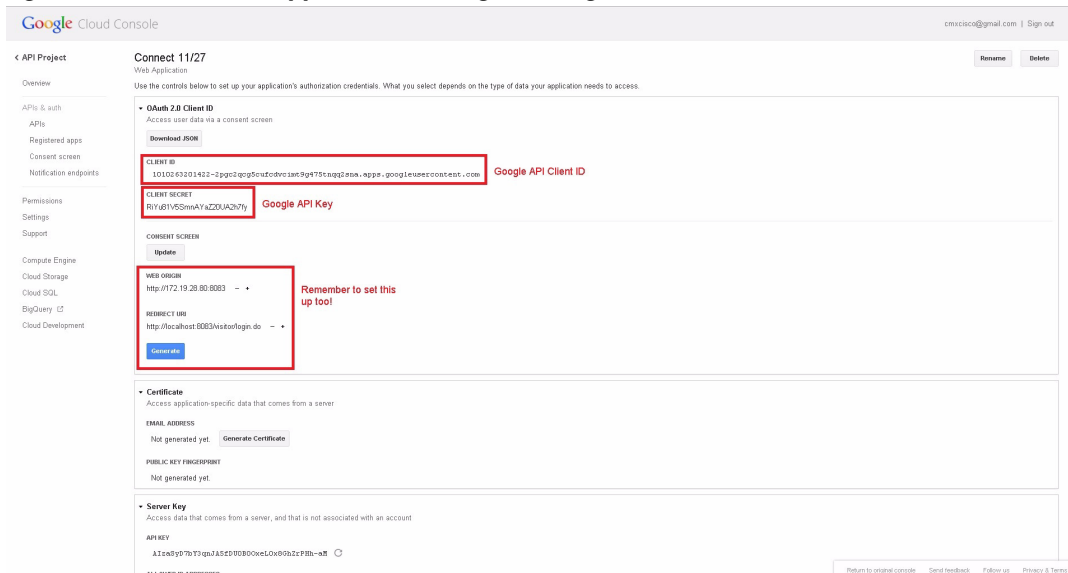 Google Cloud Console
cmxcisco@gmail.com | Sign out
< API Project
Overview
APIs & auth
APIs
Registered apps
Consent screen
Notification endpoints
Permissions
Settings
Support
Compute Engine
Cloud Storage
Cloud SQL
BigQuery
Cloud Development
Connect 11/27
Rename Delete
Web Application
Use the controls below to set up your application's authorization credentials. What you select depends on the type of data your application needs to access.
OAuth 2.0 Client ID
Access user data via a consent screen
Download JSON
CLIENT ID
Google API Client ID
CLIENT SECRET
Google API Key
CONSENT SCREEN
Update
WEB ORIGIN
http://172.19.28.80:8083 − +
Remember to set this
up too!
REDIRECT URI
http://localhost:8083/visitor/login.do − +
Generate
Certificate
Access application-specific data that comes from a server
EMAIL ADDRESS
Not generated yet. Generate Certificate
PUBLIC KEY FINGERPRINT
Not generated yet.
Server Key
Access data that comes from a server, and that is not associated with an account
API KEY
Return to original console Send feedback Follow us Privacy & Terms